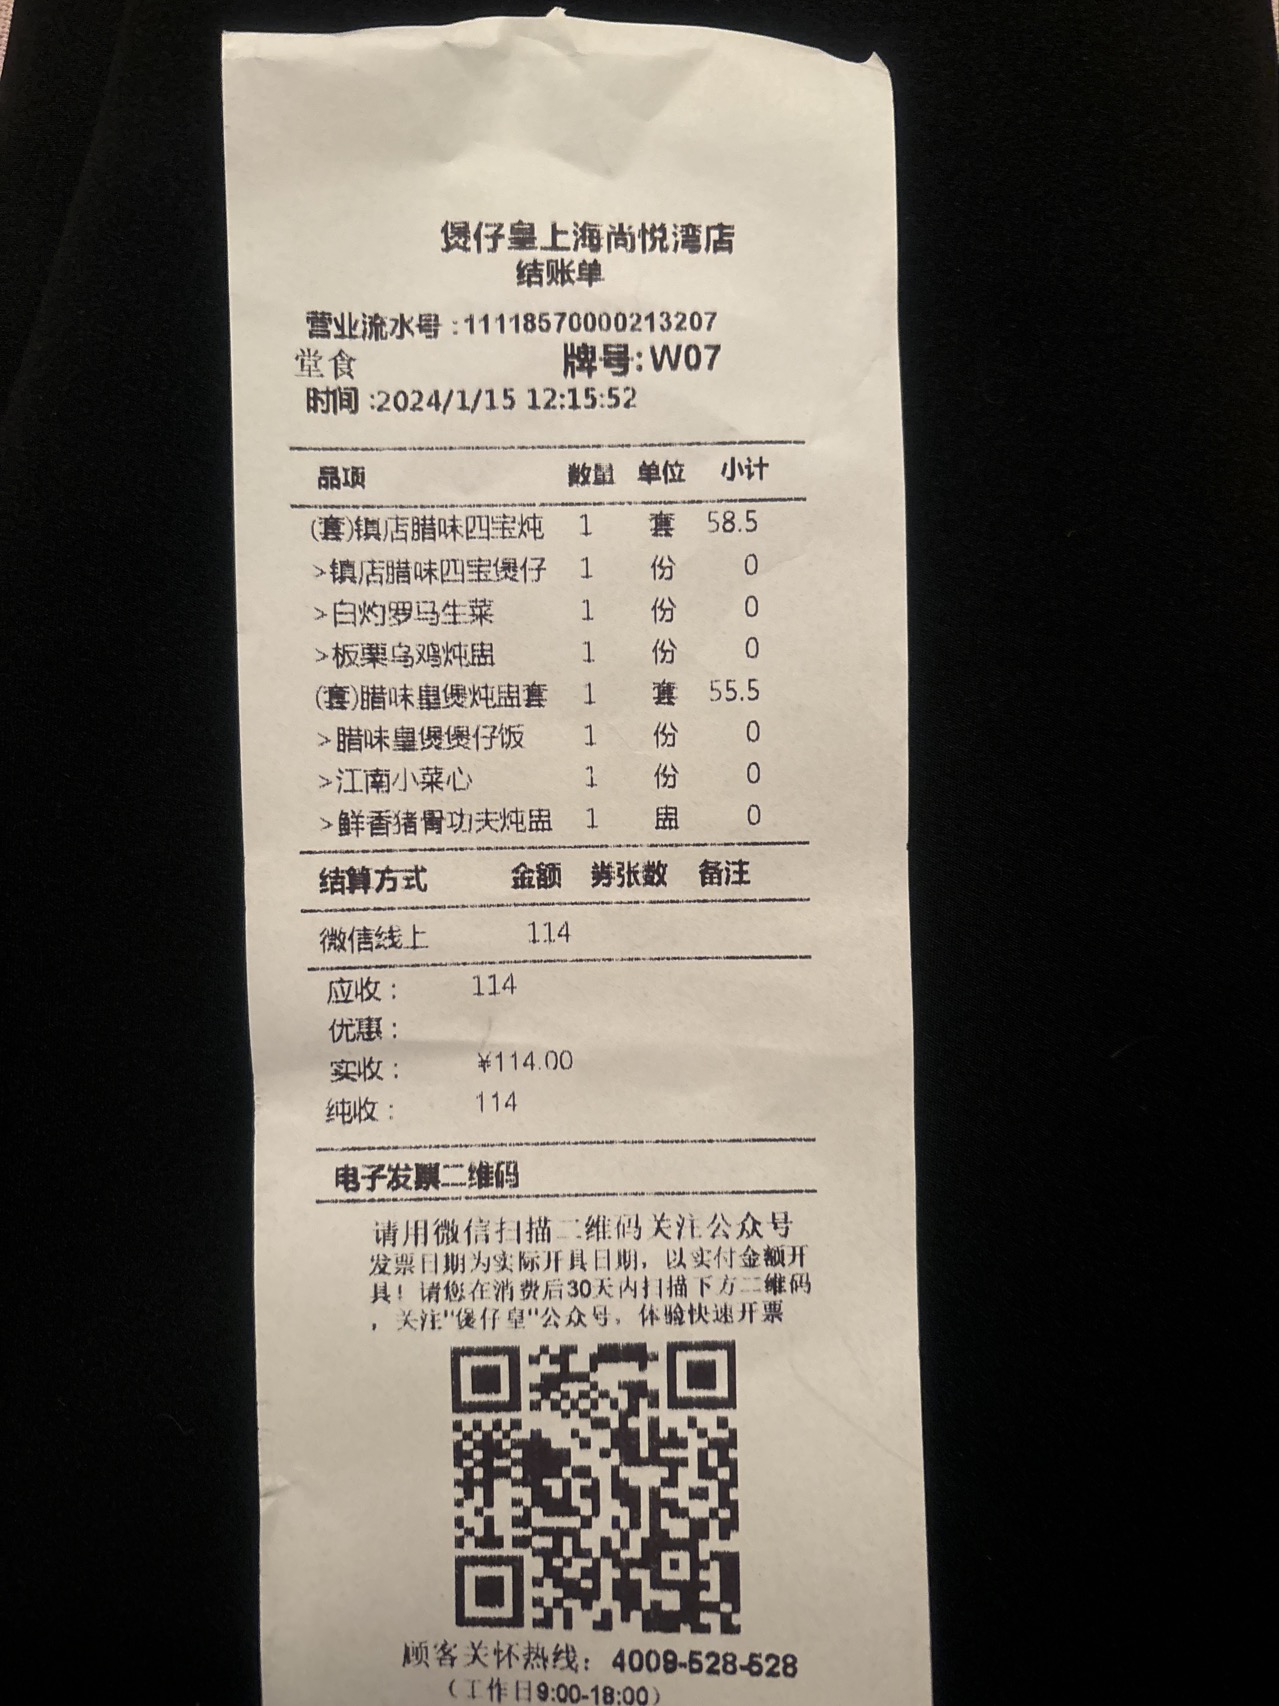 煲仔皇上海尚悦湾店
结账单
营业流水号:11118570000213207
堂食 牌号:W07
时间:2024/1/15 12:15:52
品项 数量 单位 小计
(套)镇店腊味四宝炖 1 套 58.5
>镇店腊味四宝煲仔 1 份 0
>白灼罗马生菜 1 份 0
>板栗乌鸡炖盅 1 份 0
(套)腊味皇煲炖盅套 1 套 55.5
>腊味皇煲煲仔饭 1 份 0
>江南小菜心 1 份 0
>鲜香猪骨功夫炖盅 1 盅 0
结算方式 金额 券张数 备注
微信线上 114
应收: 114
优惠:
实收: ¥114.00
纯收: 114
电子发票二维码
请用微信扫描二维码关注公众号
发票日期为实际开具日期，以实付金额开
具！请您在消费后30天内扫描下方二维码
，关注"煲仔皇"公众号，体验快速开票
顾客关怀热线：4009-528-528
（工作日9:00-18:00）